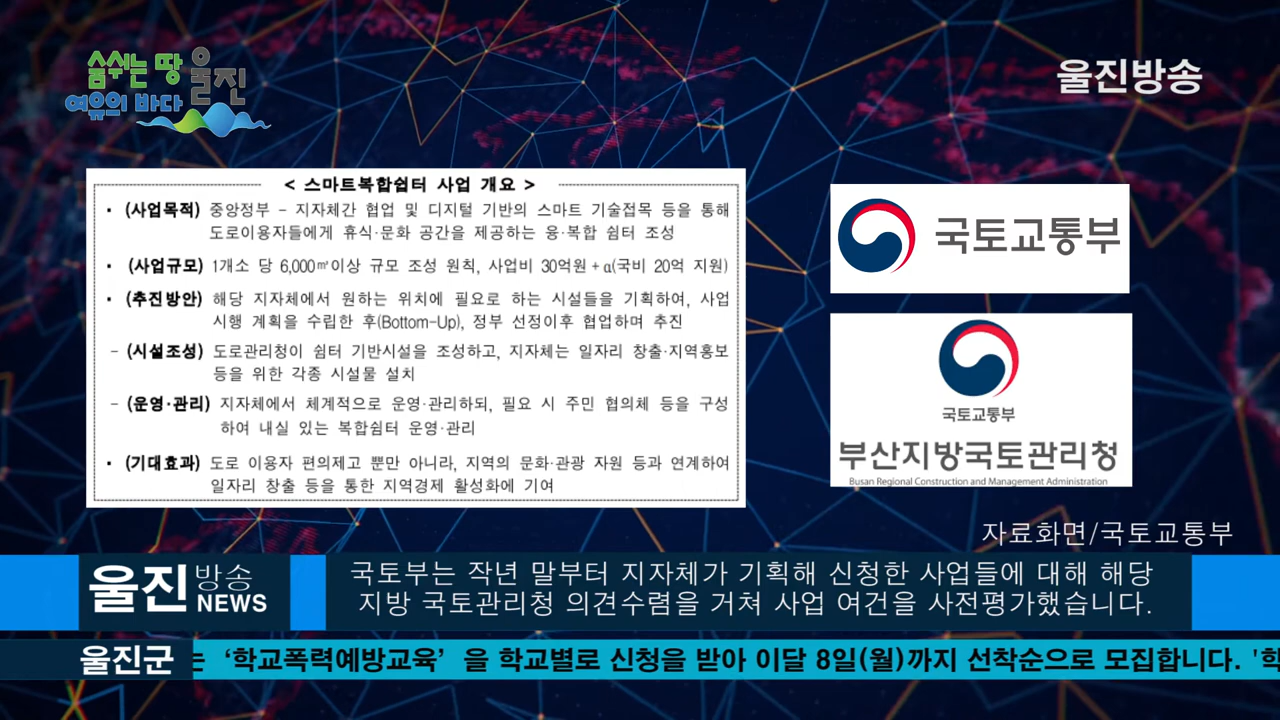 숨쉬는 땅
여유의 바다
울진
울진방송
< 스마트복합쉼터 사업 개요 >
· (사업목적) 중앙정부 - 지자체간 협업 및 디지털 기반의 스마트 기술접목 등을 통해
도로이용자들에게 휴식·문화 공간을 제공하는 융·복합 쉼터 조성
· (사업규모) 1개소 당 6,000㎡이상 규모 조성 원칙, 사업비 30억원+α(국비 20억 지원)
· (추진방안) 해당 지자체에서 원하는 위치에 필요로 하는 시설들을 기획하여, 사업
시행 계획을 수립한 후(Bottom-Up), 정부 선정이후 협업하며 추진
- (시설조성) 도로관리청이 쉼터 기반시설을 조성하고, 지자체는 일자리 창출·지역홍보
등을 위한 각종 시설물 설치
- (운영·관리) 지자체에서 체계적으로 운영·관리하되, 필요 시 주민 협의체 등을 구성
하여 내실 있는 복합쉼터 운영·관리
· (기대효과) 도로 이용자 편의제고 뿐만 아니라, 지역의 문화·관광 자원 등과 연계하여
일자리 창출 등을 통한 지역경제 활성화에 기여
국토교통부
국토교통부
부산지방국토관리청
Busan Regional Construction and Management Administration
자료화면/국토교통부
울진 방송 NEWS
국토부는 작년 말부터 지자체가 기획해 신청한 사업들에 대해 해당
지방 국토관리청 의견수렴을 거쳐 사업 여건을 사전평가했습니다.
울진군
는 '학교폭력예방교육' 을 학교별로 신청을 받아 이달 8일(월)까지 선착순으로 모집합니다. '학